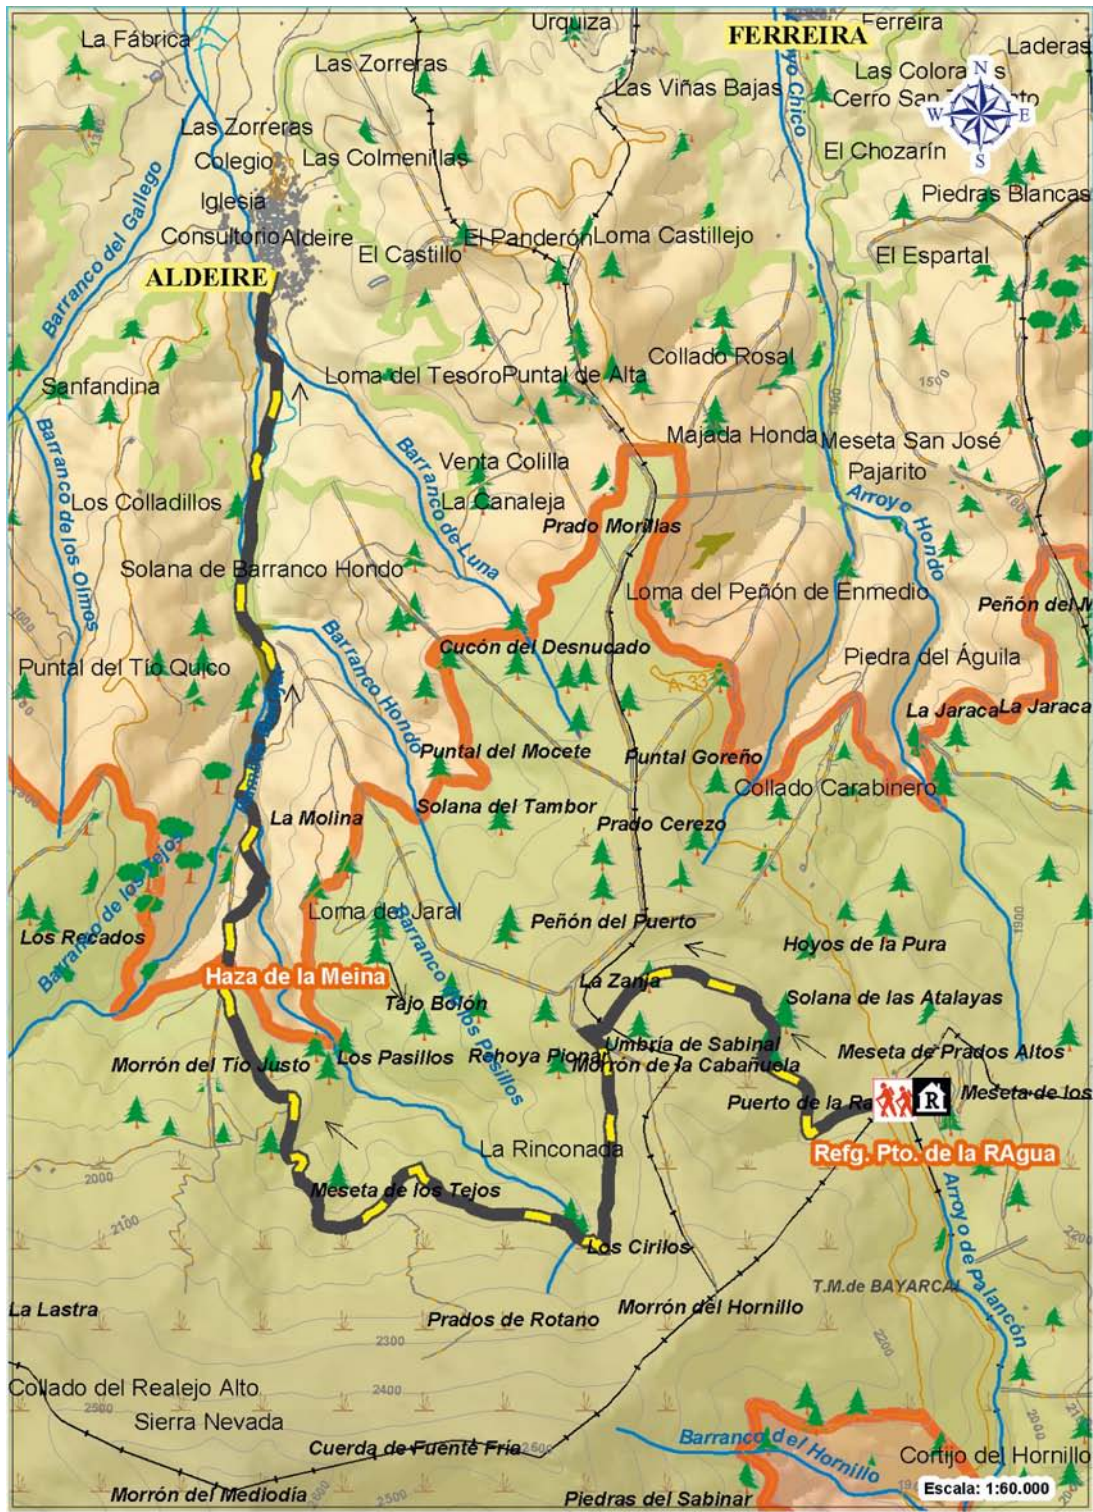 Urquiza
Ferreira
La Fábrica
FERREIRA
Laderas
Las Zorreras
Las Viñas Bajas
N
W
E
S
Las Zorreras
Colegio
Las Colmenillas
El Chozarín
Barranco del Gallego
Iglesia
Piedras Blancas
Consultorio
Aldeire
El Castillo
El Panderón
Loma Castillejo
El Espartal
ALDEIRE
Sanfandina
Loma del Tesoro
Puntal de Alta
Collado Rosal
1500
Majada Honda
Meseta San José
Pajarito
Venta Colilla
Barranco de Luna
La Canaleja
Los Colladillos
Barranco de los Olmos
Prado Morillas
Arroyo Hondo
Solana de Barranco Hondo
Loma del Peñón de Enmedio
Peñón del M
Cucón del Desnucado
Barranco Hondo
Puntal del Tío Quico
Piedra del Águila
La Jaraca
La Jaraca
Puntal del Mocete
Puntal Goreño
Collado Carabinero
Solana del Tambor
La Molina
Prado Cerezo
Barranco de los Tejos
Loma del Jaral
Peñón del Puerto
1900
Los Recados
Hoyos de la Pura
Haza de la Meina
La Zanja
Tajo Bolón
Barranco de los Pasillos
Solana de las Atalayas
Umbría de Sabinal
Meseta de Prados Altos
Los Pasillos
Morrón del Tío Justo
Morrón de la Cabañuela
Meseta de los
Puerto de la Ra
R
La Rinconada
Refg. Pto. de la RAgua
2000
Meseta de los Tejos
2100
Arroyo de Palancón
Los Cirilos
T.M.de BAYARCAL
La Lastra
Morrón del Hornillo
Prados de Rotano
2300
2200
Collado del Realejo Alto
2400
Sierra Nevada
Cuerda de Fuente Fría
Barranco del Hornillo
Cortijo del Hornillo
Escala: 1:60.000
Morrón del Mediodía
2500
Piedras del Sabinar